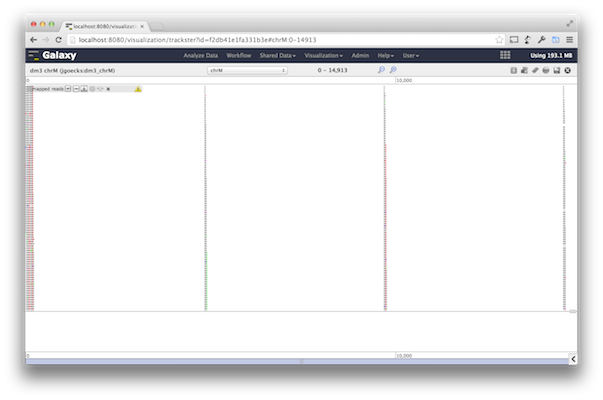 localhost:8080/visualizatio
localhost:8080/visualization/trackster?id=f2db41e1fa331b3e#chrM:0-14913
Galaxy
Analyze Data Workflow Shared Data Visualization Admin Help User Using 193.1 MB
dm3 chrM (jgoecks:dm3_chrM) chrM 0 - 14,913
0 10,000
mapped reads
0 10,000